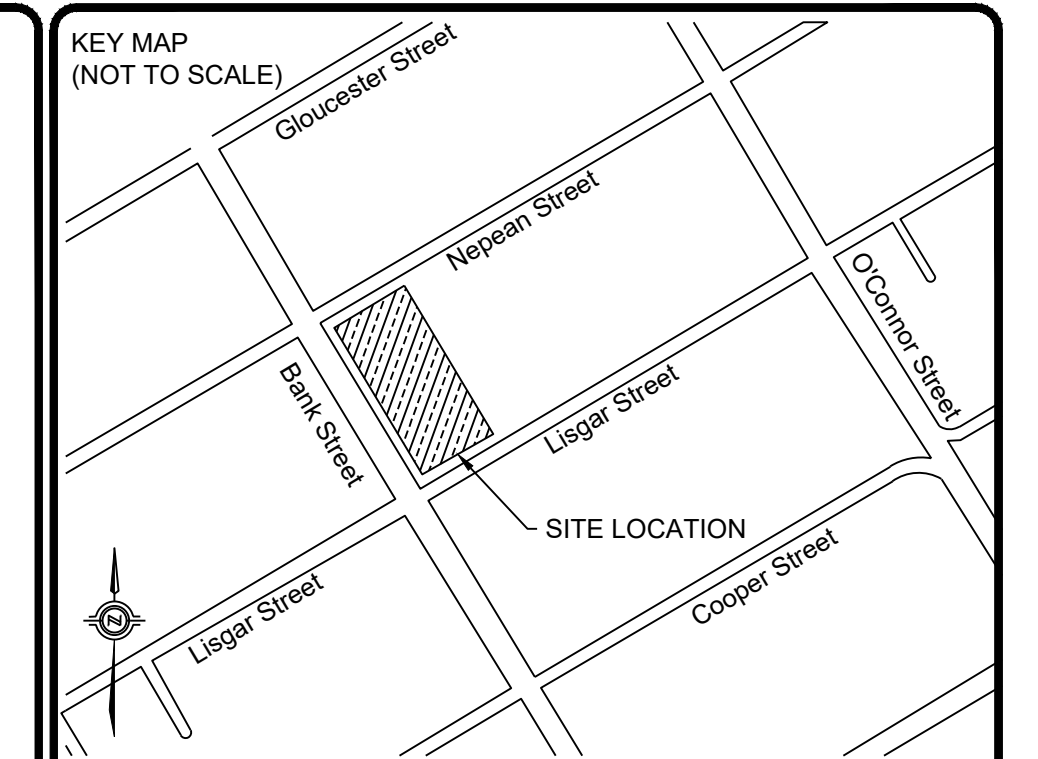 KEY MAP
(NOT TO SCALE)
Gloucester Street
Nepean Street
O'Connor Street
Bank Street
Lisgar Street
SITE LOCATION
Cooper Street
Lisgar Street
N